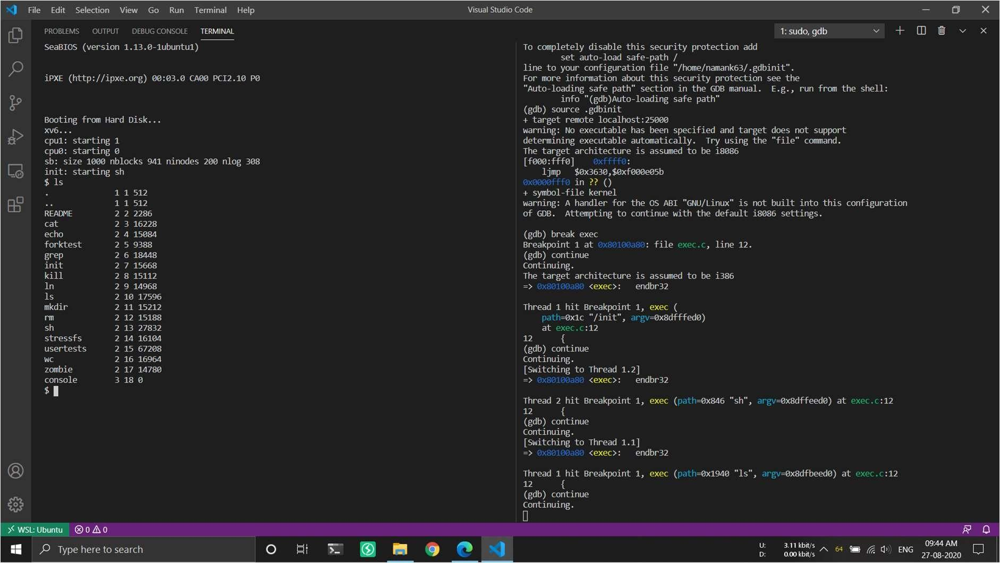 File Edit Selection View Go Run Terminal Help
Visual Studio Code
PROBLEMS OUTPUT DEBUG CONSOLE TERMINAL
1: sudo, gdb
SeaBIOS (version 1.13.0-1ubuntu1)
iPXE (http://ipxe.org) 00:03.0 CA00 PCI2.10 P0
Booting from Hard Disk...
xv6...
cpu1: starting 1
cpu0: starting 0
sb: size 1000 nblocks 941 ninodes 200 nlog 308
init: starting sh
$ ls
. 1 1 512
.. 1 1 512
README 2 2 2286
cat 2 3 16228
echo 2 4 15084
forktest 2 5 9388
grep 2 6 18448
init 2 7 15668
kill 2 8 15112
ln 2 9 14968
ls 2 10 17596
mkdir 2 11 15212
rm 2 12 15188
sh 2 13 27832
stressfs 2 14 16104
usertests 2 15 67208
wc 2 16 16964
zombie 2 17 14780
console 3 18 0
$
To completely disable this security protection add
set auto-load safe-path /
line to your configuration file "/home/namank63/.gdbinit".
For more information about this security protection see the
"Auto-loading safe path" section in the GDB manual. E.g., run from the shell:
info "(gdb)Auto-loading safe path"
(gdb) source .gdbinit
+ target remote localhost:25000
warning: No executable has been specified and target does not support
determining executable automatically. Try using the "file" command.
The target architecture is assumed to be i8086
[f000:fff0] 0xffff0:
ljmp $0x3630,$0xf000e05b
0x0000fff0 in ?? ()
+ symbol-file kernel
warning: A handler for the OS ABI "GNU/Linux" is not built into this configuration
of GDB. Attempting to continue with the default i8086 settings.
(gdb) break exec
Breakpoint 1 at 0x80100a80: file exec.c, line 12.
(gdb) continue
Continuing.
The target architecture is assumed to be i386
=> 0x80100a80 <exec>: endbr32
Thread 1 hit Breakpoint 1, exec (
path=0x1c "/init", argv=0x8dfffed0)
at exec.c:12
12 {
(gdb) continue
Continuing.
[Switching to Thread 1.2]
=> 0x80100a80 <exec>: endbr32
Thread 2 hit Breakpoint 1, exec (path=0x846 "sh", argv=0x8dffeed0) at exec.c:12
12 {
(gdb) continue
Continuing.
[Switching to Thread 1.1]
=> 0x80100a80 <exec>: endbr32
Thread 1 hit Breakpoint 1, exec (path=0x1940 "ls", argv=0x8dfbeed0) at exec.c:12
12 {
(gdb) continue
Continuing.
WSL: Ubuntu 0 0
Type here to search
U: 3.11 kbit/s
D: 0.00 kbit/s
64
ENG
09:44 AM
27-08-2020